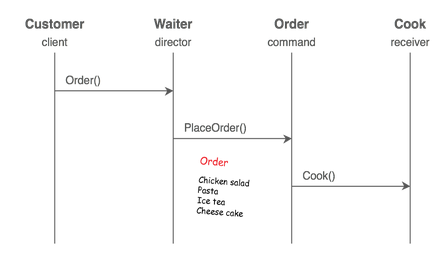 Customer Waiter Order Cook
client director command receiver
Order()
PlaceOrder()
Order
Cook()
Chicken salad
Pasta
Ice tea
Cheese cake